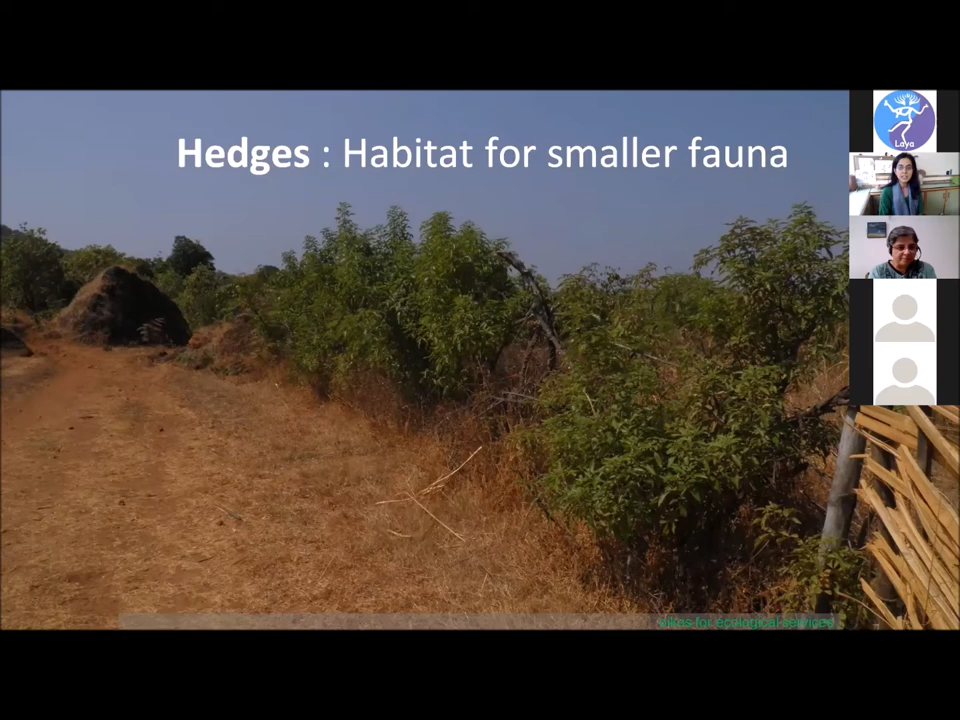 Hedges : Habitat for smaller fauna
Laya
for ecological services